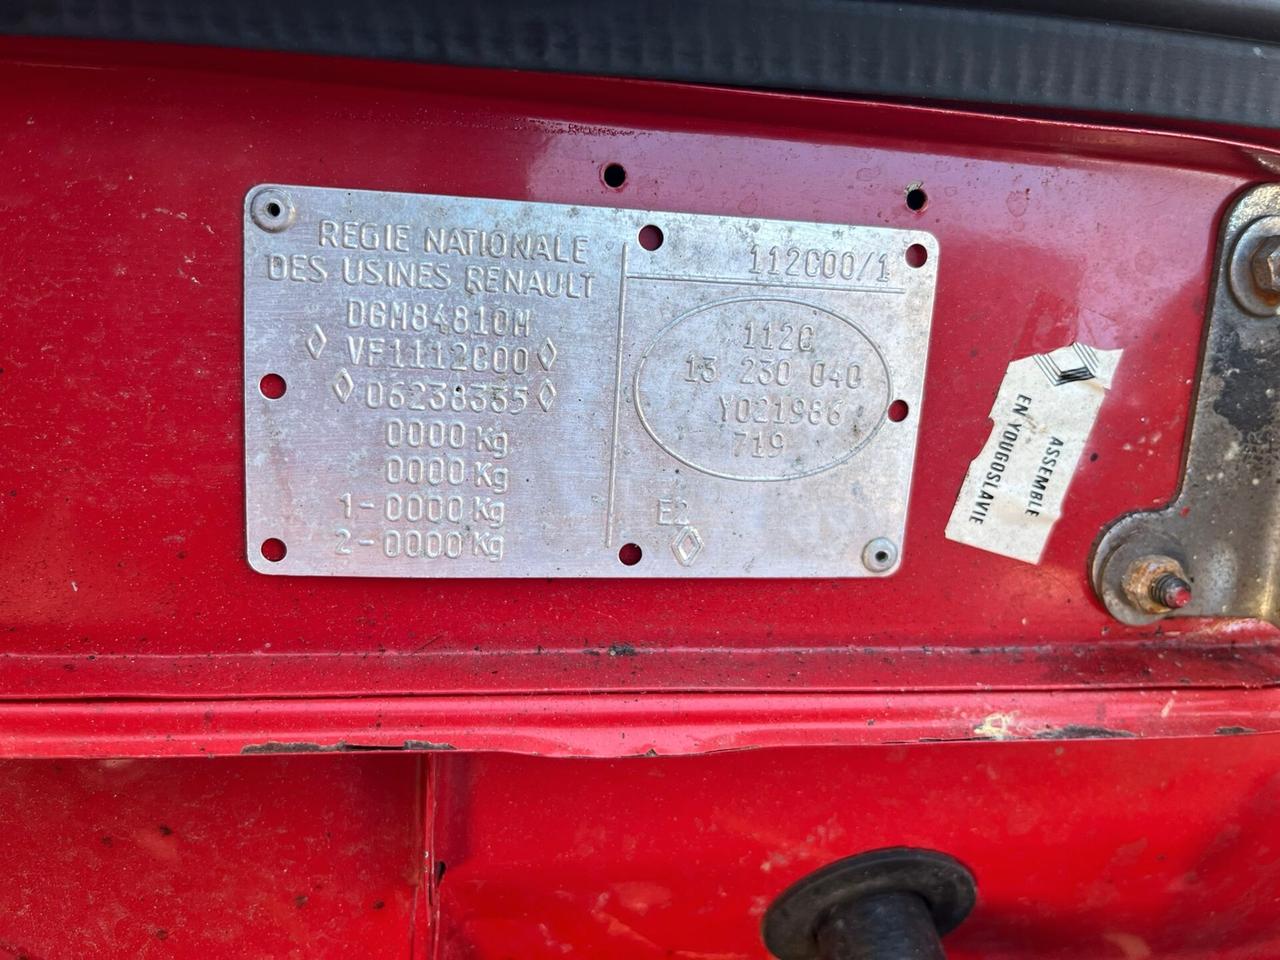 REGIE NATIONALE
DES USINES RENAULT
DGM84810M
◊ VF1112C00 ◊
◊ 06238335 ◊
0000 Kg
0000 Kg
1-0000 Kg
2-0000 Kg
112C00/1
112C
13 230 040
Y021986
719
E2
ASSEMBLE
EN YOUGOSLAVIE